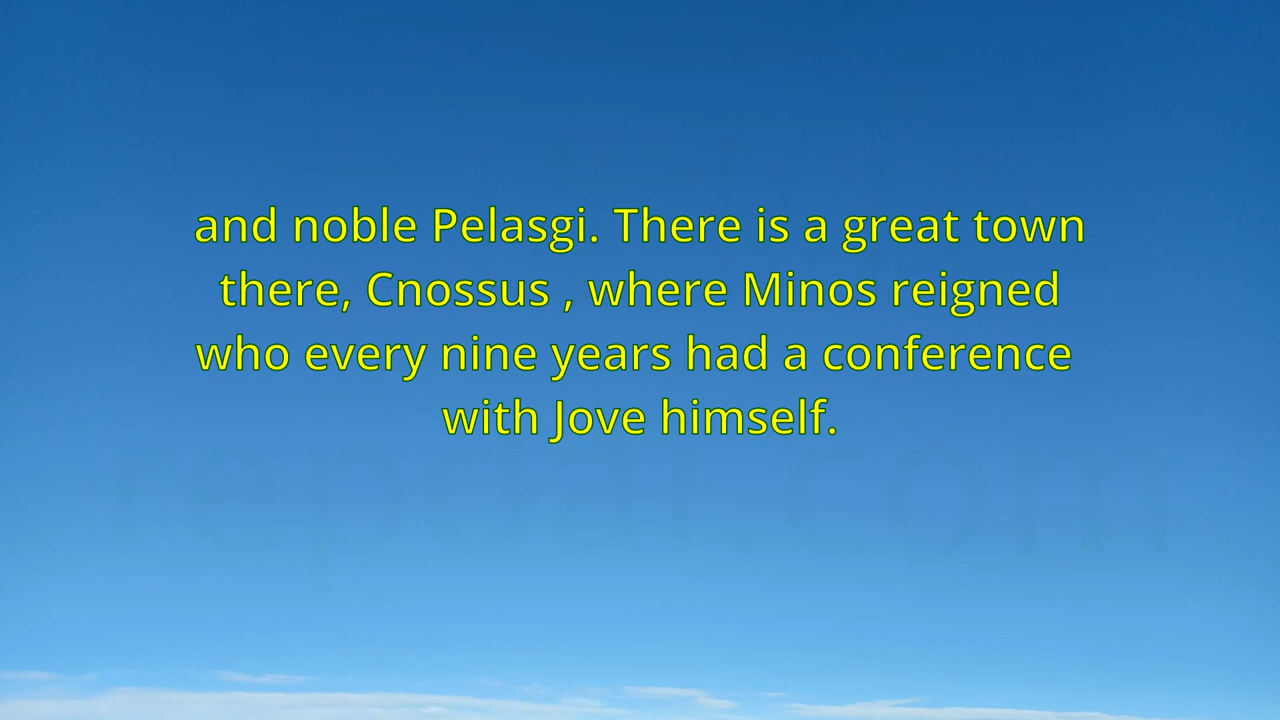 and noble Pelasgi. There is a great town
there, Cnossus , where Minos reigned
who every nine years had a conference
with Jove himself.